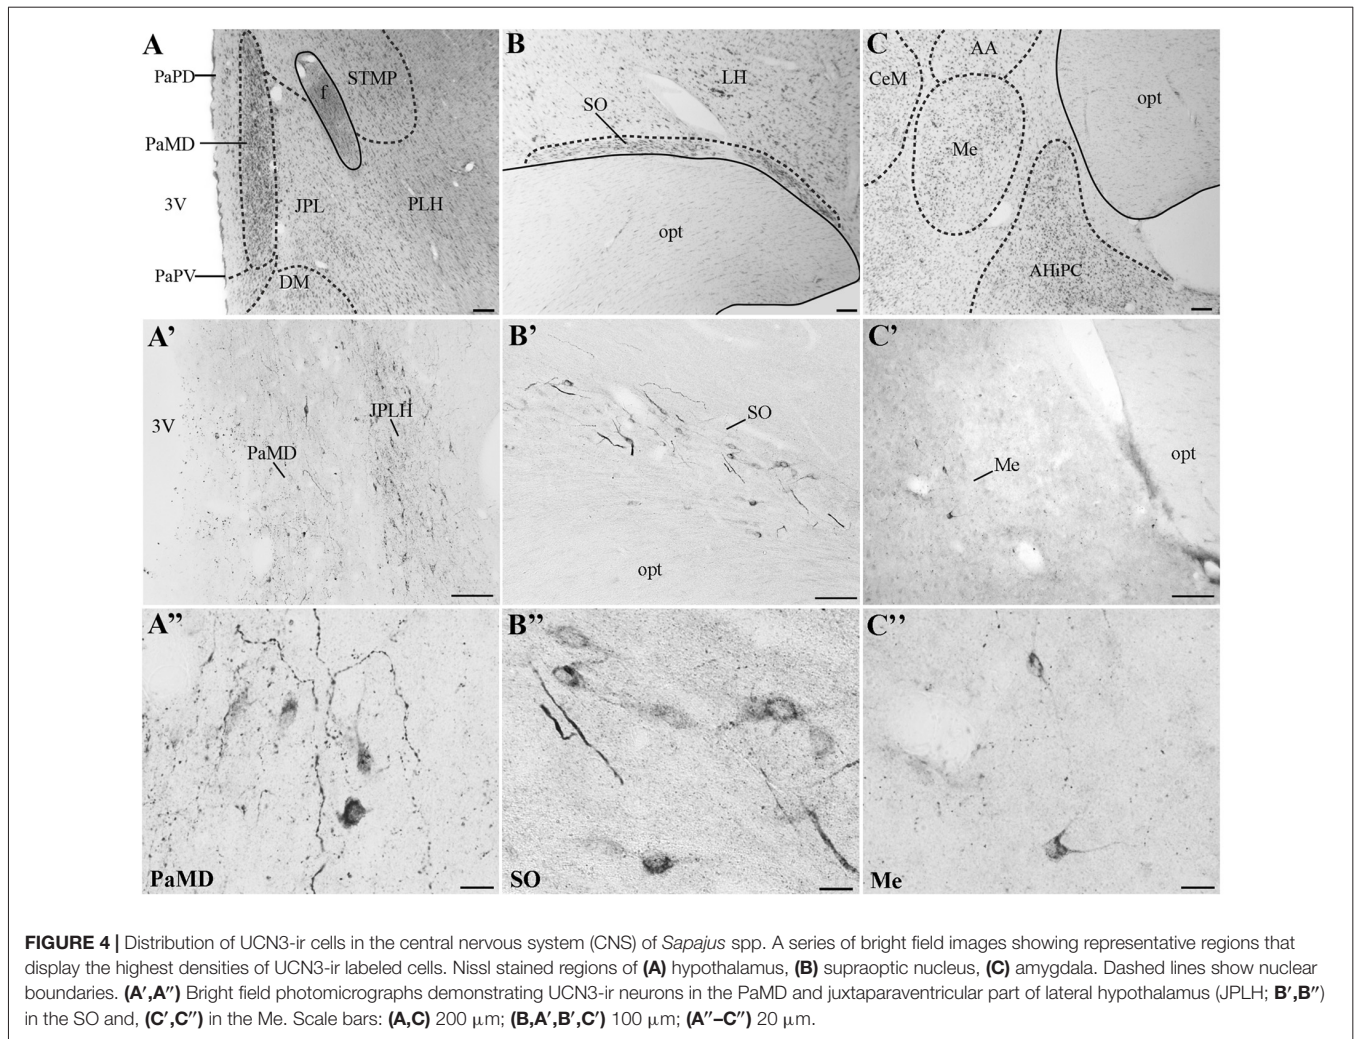 A
PaPD
STMP
f
PaMD
3V
JPL
PLH
PaPV
DM
B
LH
SO
opt
C
AA
CeM
opt
Me
AHiPC
A’
3V
JPLH
PaMD
B’
SO
opt
C’
Me
opt
A”
PaMD
B’’
SO
C’’
Me
FIGURE 4 | Distribution of UCN3-ir cells in the central nervous system (CNS) of Sapajus spp. A series of bright field images showing representative regions that
display the highest densities of UCN3-ir labeled cells. Nissl stained regions of (A) hypothalamus, (B) supraoptic nucleus, (C) amygdala. Dashed lines show nuclear
boundaries. (A′,A″) Bright field photomicrographs demonstrating UCN3-ir neurons in the PaMD and juxtaparaventricular part of lateral hypothalamus (JPLH; B′,B″)
in the SO and, (C′,C″) in the Me. Scale bars: (A,C) 200 μm; (B,A′,B′,C′) 100 μm; (A″–C″) 20 μm.